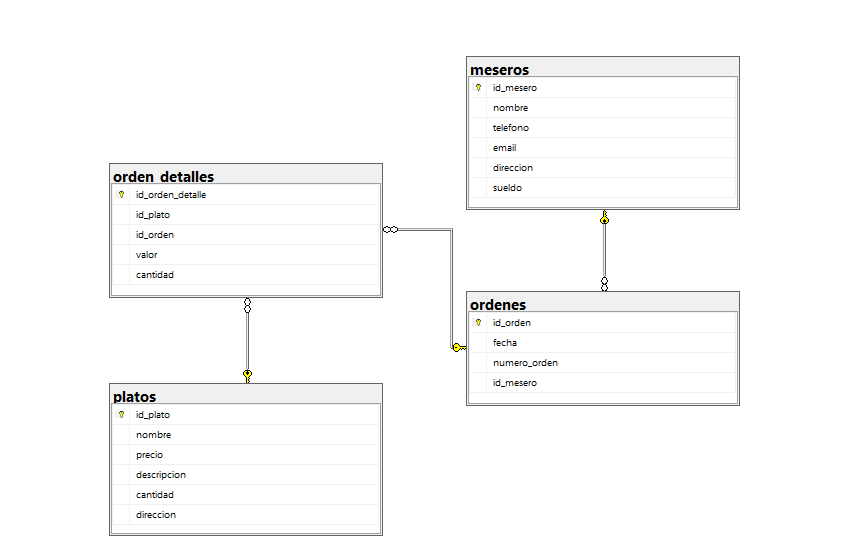 meseros
id_mesero
nombre
telefono
email
direccion
sueldo
orden_detalles
id_orden_detalle
id_plato
id_orden
valor
cantidad
ordenes
id_orden
fecha
numero_orden
id_mesero
platos
id_plato
nombre
precio
descripcion
cantidad
direccion